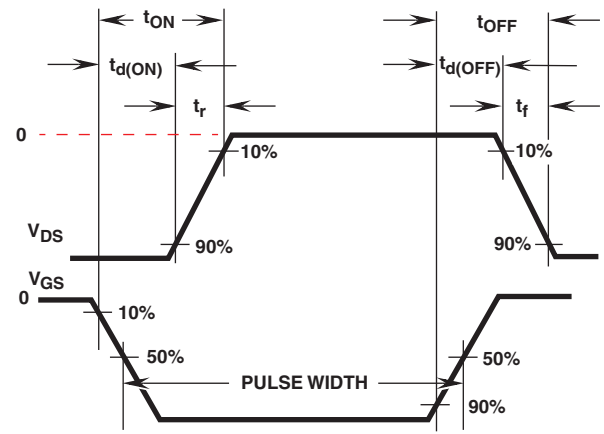 tON tOFF
td(ON) td(OFF)
tr tf
0
10% 10%
VDS 90% 90%
VGS
0
10%
50% 50%
PULSE WIDTH
90%